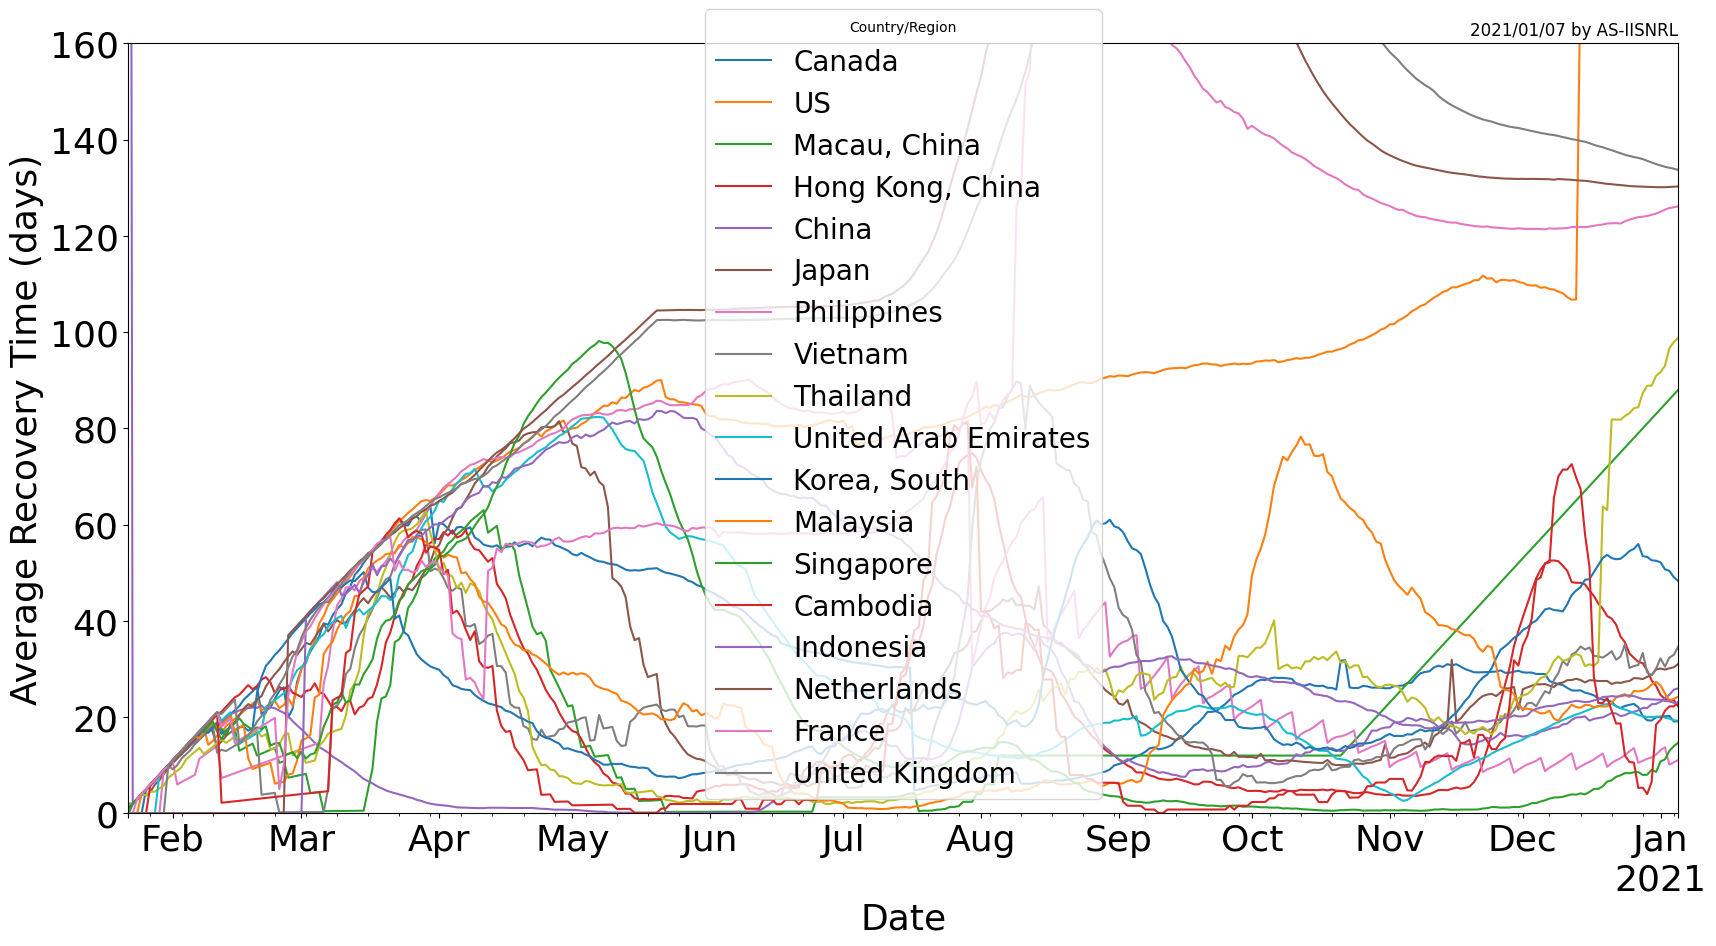 Country/Region
2021/01/07 by AS-IISNRL
160
140
120
100
80
60
40
20
0
Average Recovery Time (days)
Canada
US
Macau, China
Hong Kong, China
China
Japan
Philippines
Vietnam
Thailand
United Arab Emirates
Korea, South
Malaysia
Singapore
Cambodia
Indonesia
Netherlands
France
United Kingdom
Feb Mar Apr May Jun Jul Aug Sep Oct Nov Dec Jan
2021
Date